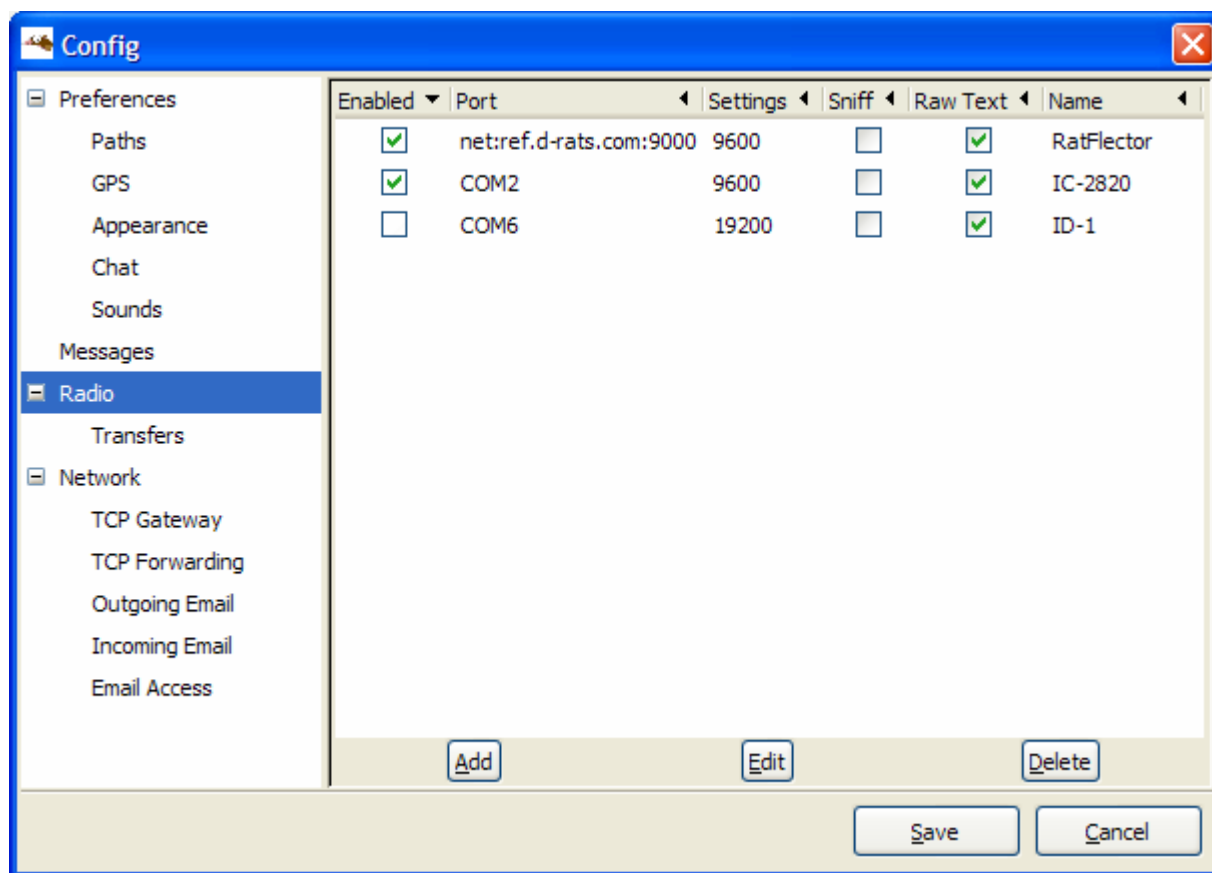 Config
Preferences
Paths
GPS
Appearance
Chat
Sounds
Messages
Radio
Transfers
Network
TCP Gateway
TCP Forwarding
Outgoing Email
Incoming Email
Email Access
Enabled Port Settings Sniff Raw Text Name
net:ref.d-rats.com:9000 9600 RatFlector
COM2 9600 IC-2820
COM6 19200 ID-1
Add Edit Delete
Save Cancel